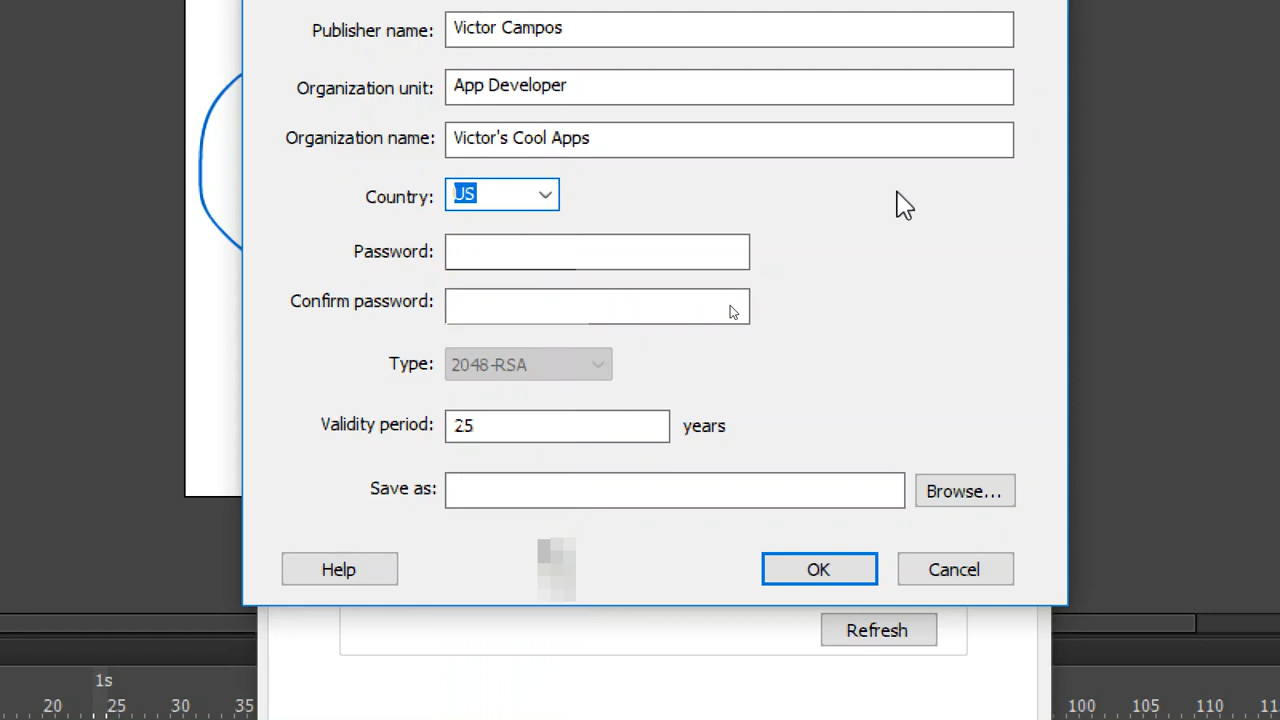 Publisher name: Victor Campos
Organization unit: App Developer
Organization name: Victor's Cool Apps
Country: US
Password:
Confirm password:
Type: 2048-RSA
Validity period: 25 years
Save as: Browse...
Help OK Cancel
Refresh
1s
20 25 30 35 100 105 110